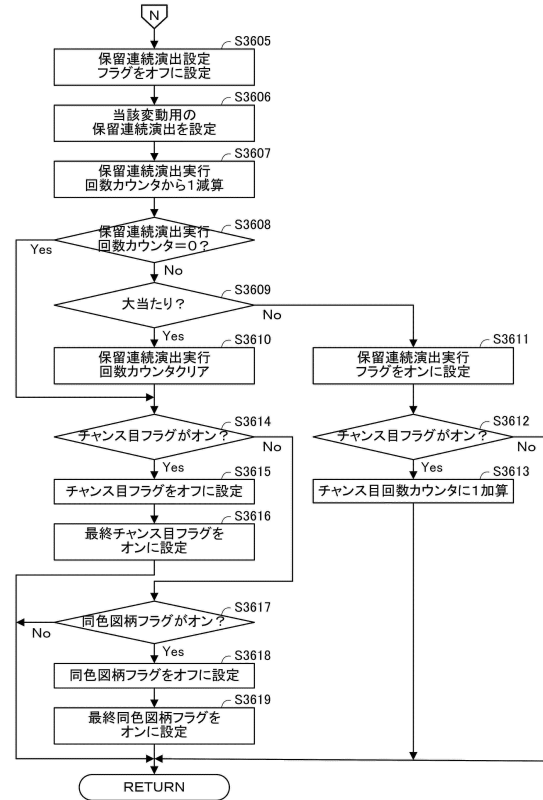 N
S3605
保留連続演出設定
フラグをオフに設定
S3606
当該変動用の
保留連続演出を設定
S3607
保留連続演出実行
回数カウンタから1減算
S3608
保留連続演出実行
回数カウンタ=0?
Yes
No
S3609
大当たり?
No
Yes
S3610
保留連続演出実行
回数カウンタクリア
S3611
保留連続演出実行
フラグをオンに設定
S3614
チャンス目フラグがオン?
No
Yes
S3612
チャンス目フラグがオン?
No
Yes
S3615
チャンス目フラグをオフに設定
S3613
チャンス目回数カウンタに1加算
S3616
最終チャンス目フラグを
オンに設定
S3617
同色図柄フラグがオン?
No
Yes
S3618
同色図柄フラグをオフに設定
S3619
最終同色図柄フラグを
オンに設定
RETURN